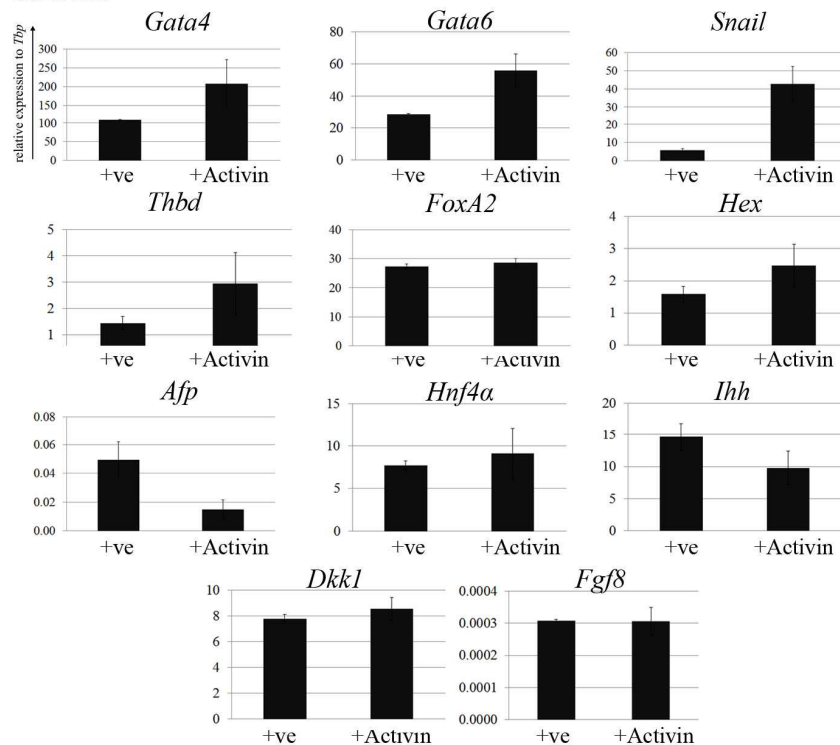 Gata4
relative expression to Tbp
300
250
200
150
100
50
0
+ve +Activin
Gata6
80
60
40
20
0
+ve +Activin
Snail
60
50
40
30
20
10
0
+ve +Activin
Thbd
5
4
3
2
1
+ve +Activin
FoxA2
40
30
20
10
0
+ve +Activin
Hex
4
3
2
1
0
+ve +Activin
Afp
0.08
0.06
0.04
0.02
0.00
+ve +Activin
Hnf4α
15
10
5
0
+ve +Activin
Ihh
20
15
10
5
0
+ve +Activin
Dkk1
10
8
6
4
2
0
+ve +Activin
Fgf8
0.0004
0.0003
0.0002
0.0001
0.0000
+ve +Activin